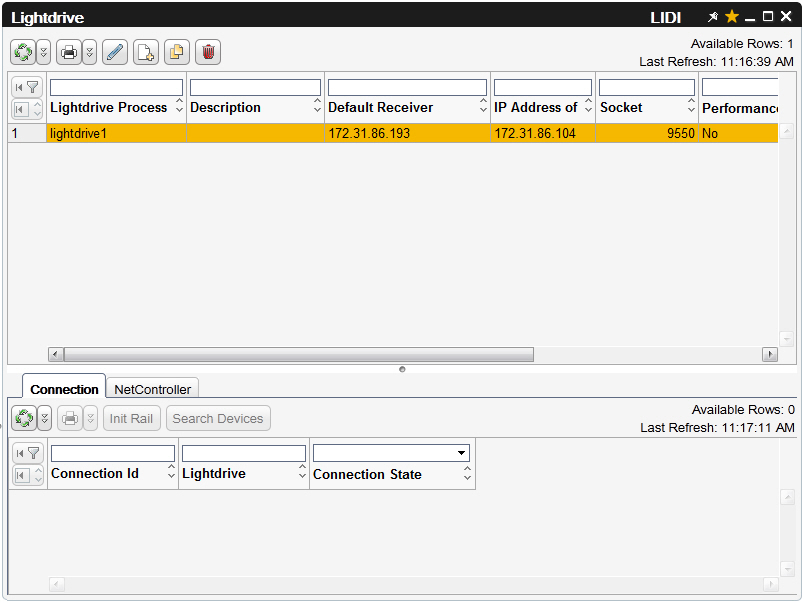 Lightdrive LIDI
Available Rows: 1
Last Refresh: 11:16:39 AM
Lightdrive Process Description Default Receiver IP Address of Socket Performanc
1 lightdrive1 172.31.86.193 172.31.86.104 9550 No
Connection NetController
Init Rail Search Devices
Available Rows: 0
Last Refresh: 11:17:11 AM
Connection Id Lightdrive Connection State